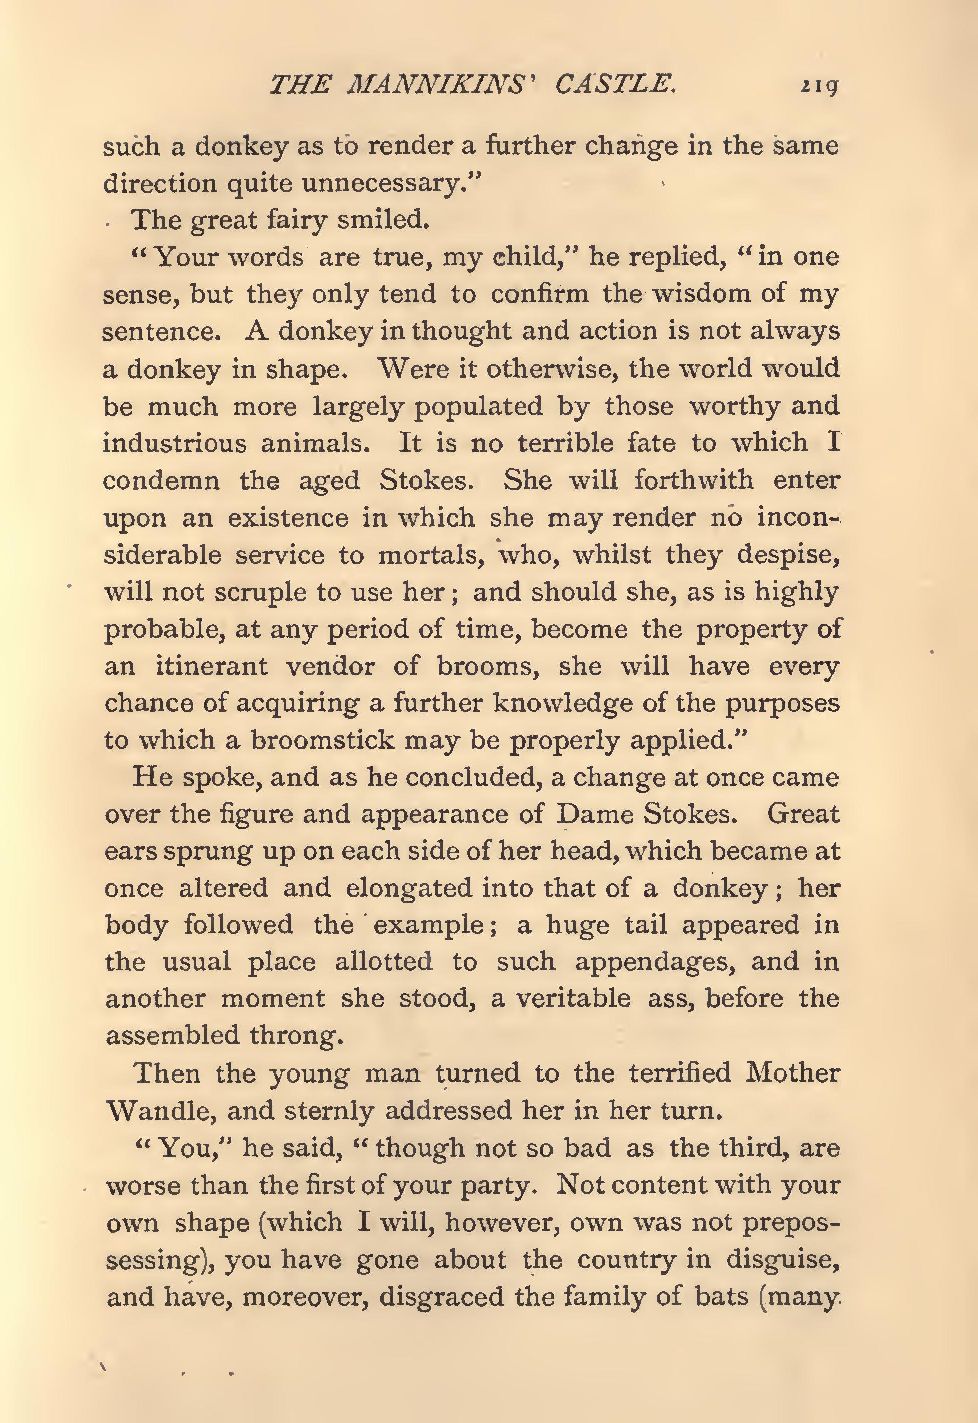 THE MANNIKINS' CASTLE. 219
such a donkey as to render a further change in the same
direction quite unnecessary."
The great fairy smiled.
"Your words are true, my child," he replied, "in one
sense, but they only tend to confirm the wisdom of my
sentence. A donkey in thought and action is not always
a donkey in shape. Were it otherwise, the world would
be much more largely populated by those worthy and
industrious animals. It is no terrible fate to which I
condemn the aged Stokes. She will forthwith enter
upon an existence in which she may render no incon-
siderable service to mortals, who, whilst they despise,
will not scruple to use her; and should she, as is highly
probable, at any period of time, become the property of
an itinerant vendor of brooms, she will have every
chance of acquiring a further knowledge of the purposes
to which a broomstick may be properly applied."
He spoke, and as he concluded, a change at once came
over the figure and appearance of Dame Stokes. Great
ears sprung up on each side of her head, which became at
once altered and elongated into that of a donkey; her
body followed the example; a huge tail appeared in
the usual place allotted to such appendages, and in
another moment she stood, a veritable ass, before the
assembled throng.
Then the young man turned to the terrified Mother
Wandle, and sternly addressed her in her turn.
"You," he said, "though not so bad as the third, are
worse than the first of your party. Not content with your
own shape (which I will, however, own was not prepos-
sessing), you have gone about the country in disguise,
and have, moreover, disgraced the family of bats (many